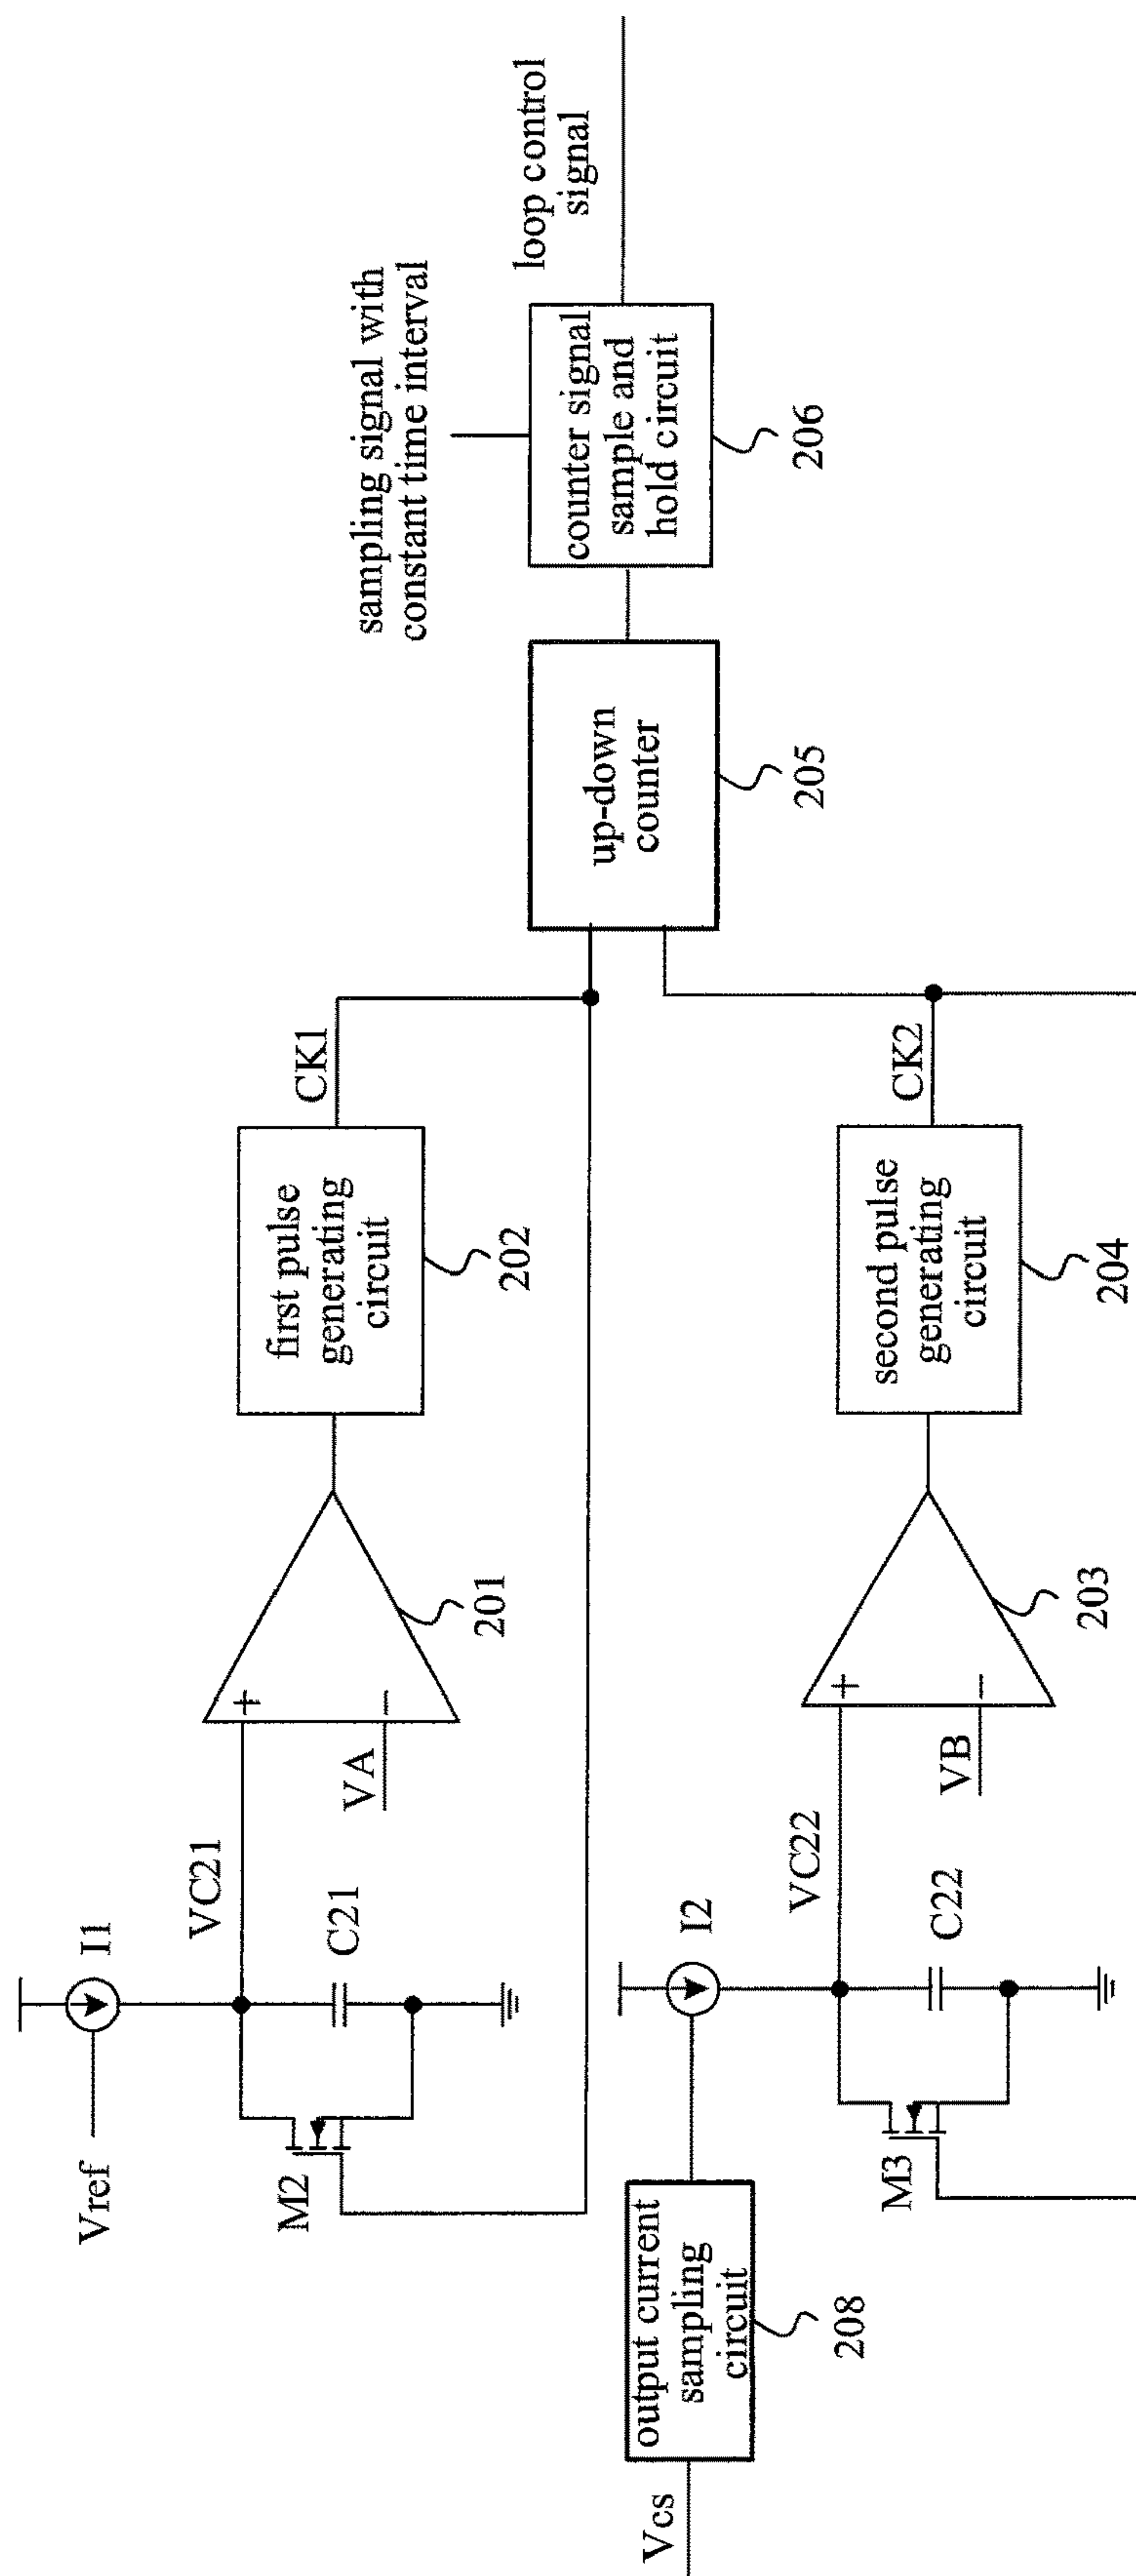 Vref
I1
VC21
C21
M2
VA
+
-
201
first pulse
generating
circuit
202
CK1
Vcs
output current
sampling
circuit
208
I2
VC22
C22
M3
VB
+
-
203
second pulse
generating
circuit
204
CK2
up-down
counter
205
sampling signal with
constant time interval
counter signal
sample and
hold circuit
206
loop control
signal